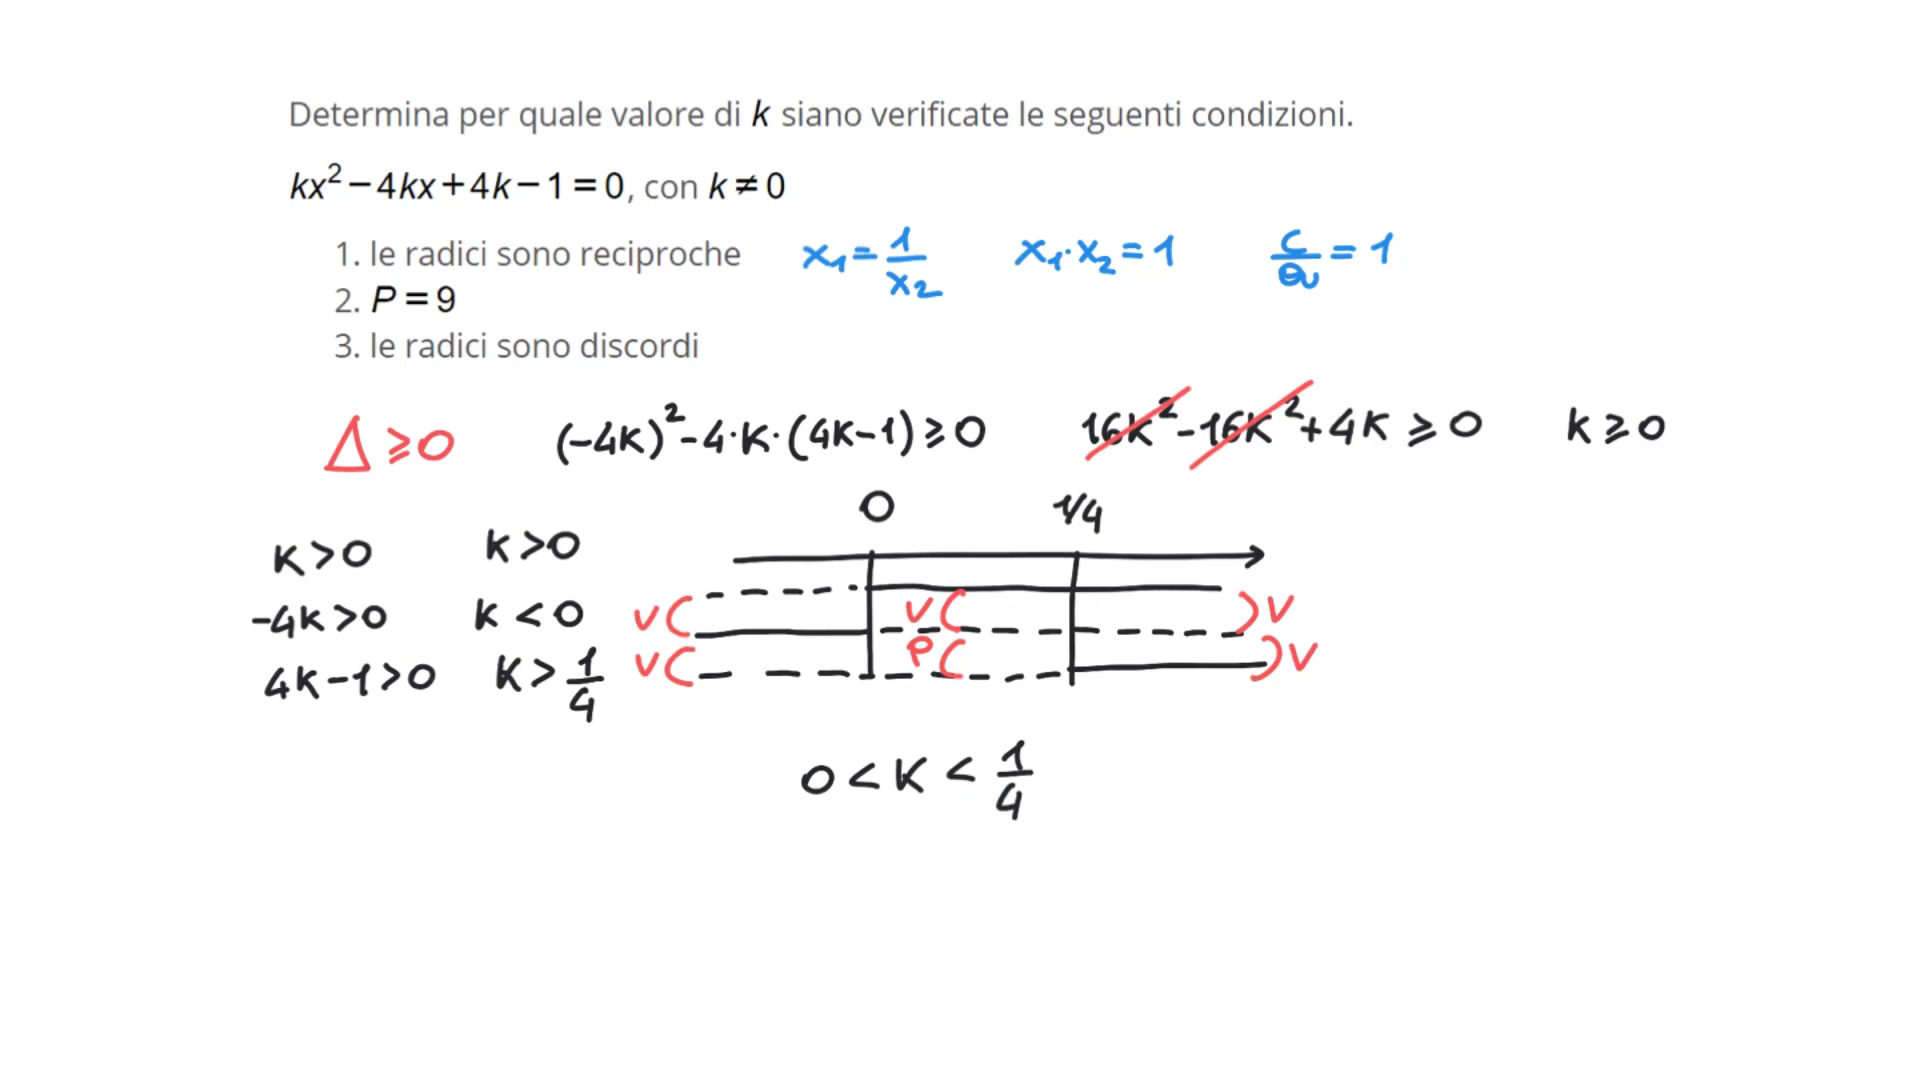 Determina per quale valore di k siano verificate le seguenti condizioni.
kx² − 4kx + 4k − 1 = 0, con k ≠ 0
1. le radici sono reciproche x₁ = 1/x₂ x₁·x₂ = 1 c/a = 1
2. P = 9
3. le radici sono discordi
Δ ≥ 0 (-4K)² - 4·K·(4K-1) ≥ 0 16K² - 16K² + 4K ≥ 0 K ≥ 0
0 1/4
K > 0 K > 0
-4K > 0 K < 0 V V V
4K-1 > 0 K > 1/4 V P V
0 < K < 1/4